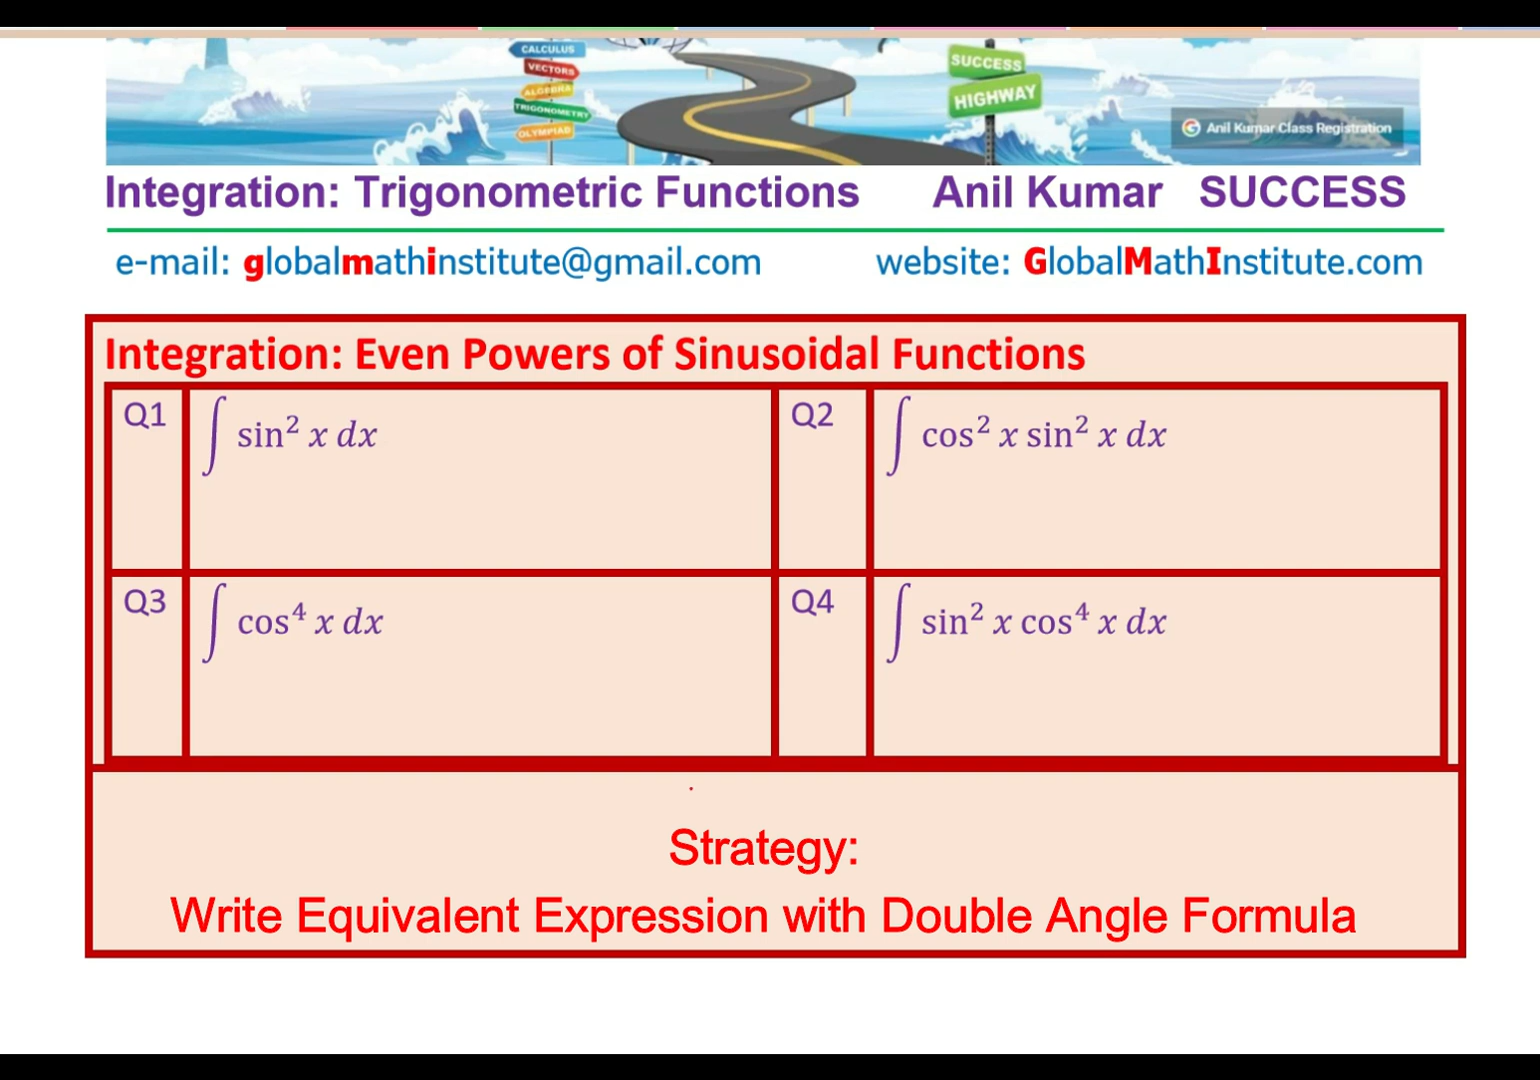 CALCULUS
VECTORS
ALGEBRA
TRIGONOMETRY
OLYMPIAD
SUCCESS
HIGHWAY
Anil Kumar Class Registration
Integration: Trigonometric Functions Anil Kumar SUCCESS
e-mail: globalmathinstitute@gmail.com website: GlobalMathInstitute.com
Integration: Even Powers of Sinusoidal Functions
Q1 ∫ sin² x dx Q2 ∫ cos² x sin² x dx
Q3 ∫ cos⁴ x dx Q4 ∫ sin² x cos⁴ x dx
Strategy:
Write Equivalent Expression with Double Angle Formula